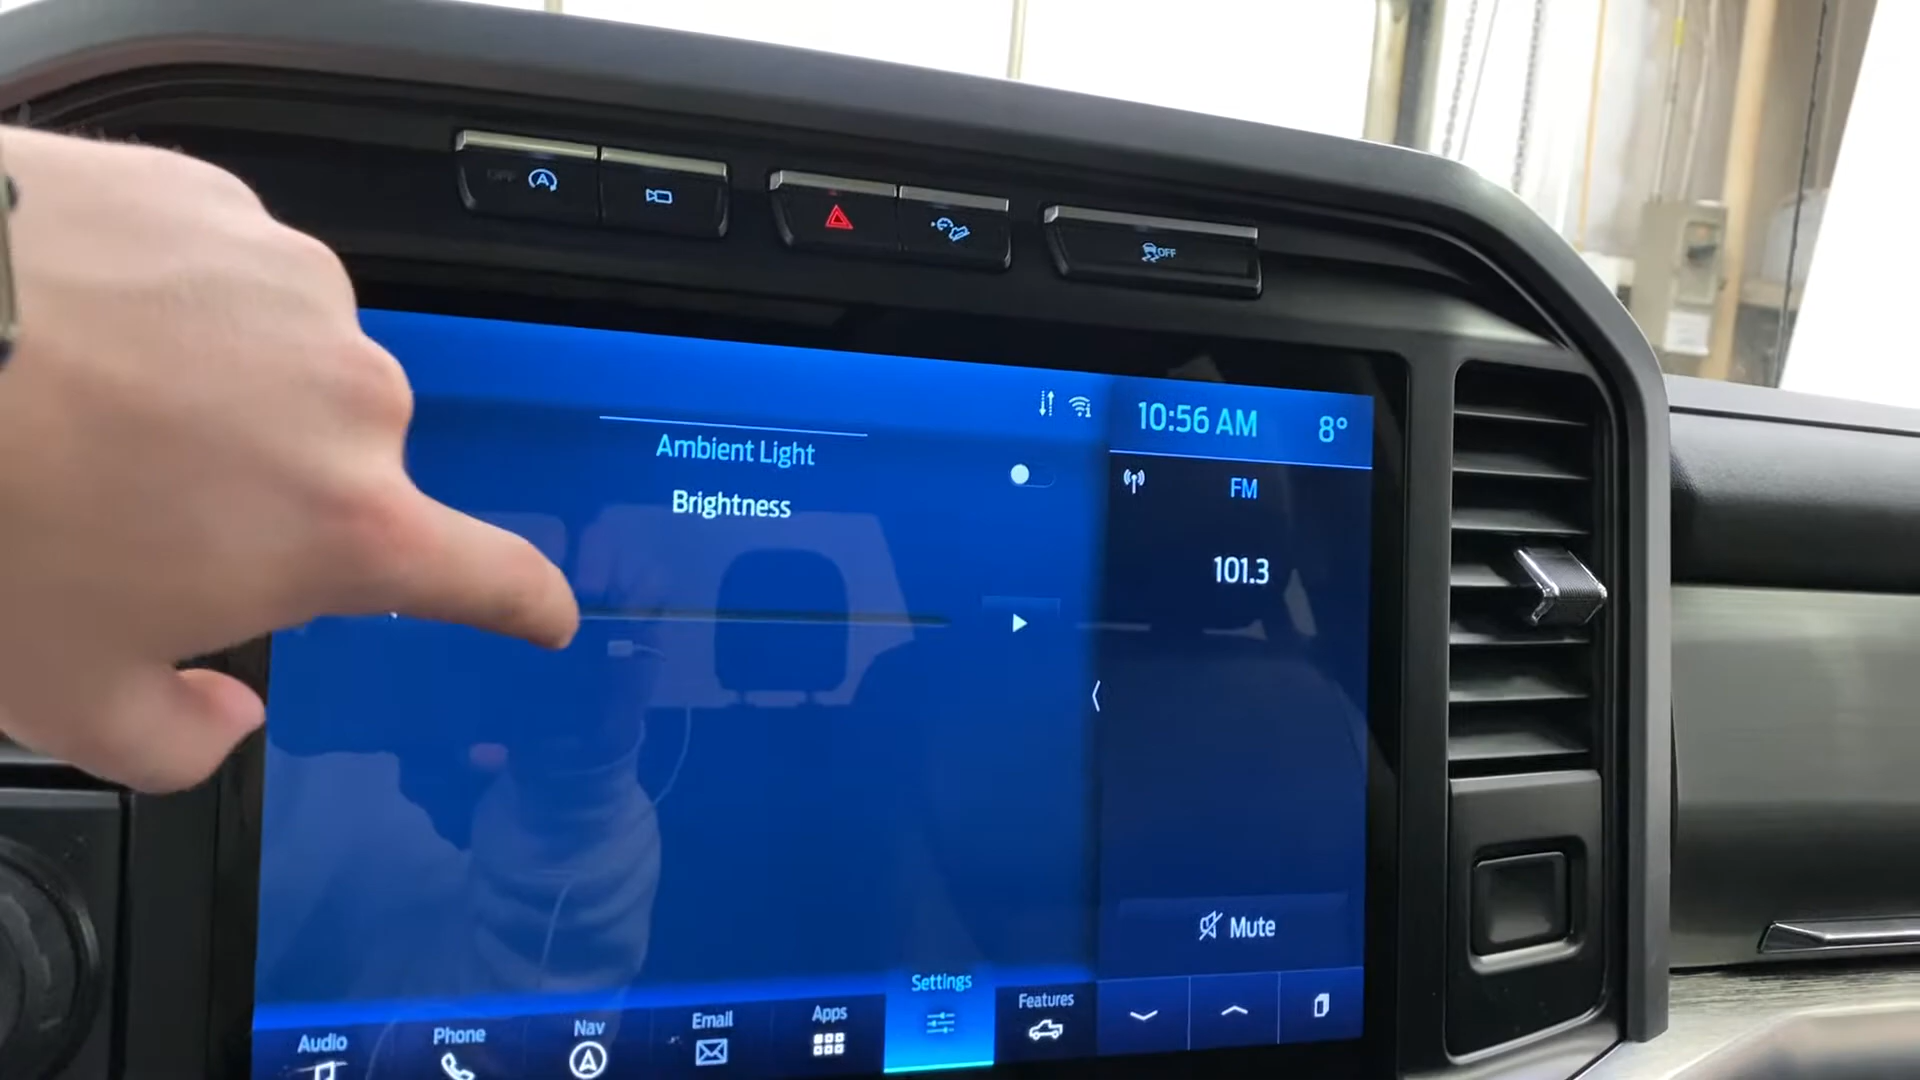 OFF A
OFF
10:56 AM 8°
Ambient Light
FM
Brightness
101.3
Mute
Settings
Features
Apps
Email
Nav
Phone
Audio